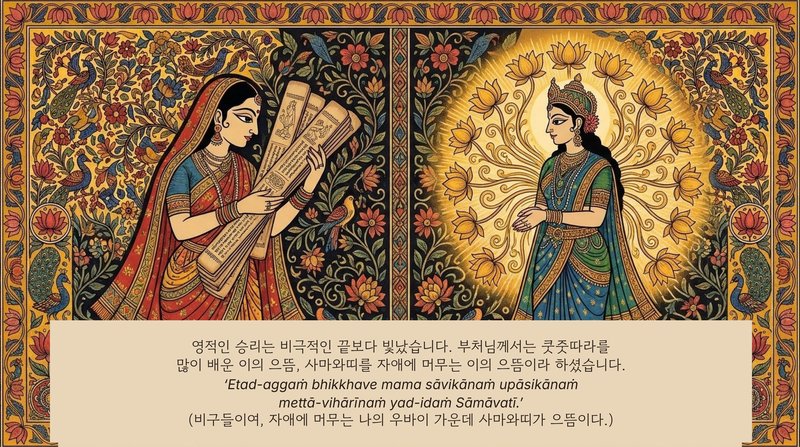 영적인 승리는 비극적인 끝보다 빛났습니다. 부처님께서는 쿳줏따라를
많이 배운 이의 으뜸, 사마와띠를 자애에 머무는 이의 으뜸이라 하셨습니다.
‘Etad-aggaṁ bhikkhave mama sāvikānaṁ upāsikānaṁ
mettā-vihārīnaṁ yad-idaṁ Sāmāvatī.’
(비구들이여, 자애에 머무는 나의 우바이 가운데 사마와띠가 으뜸이다.)